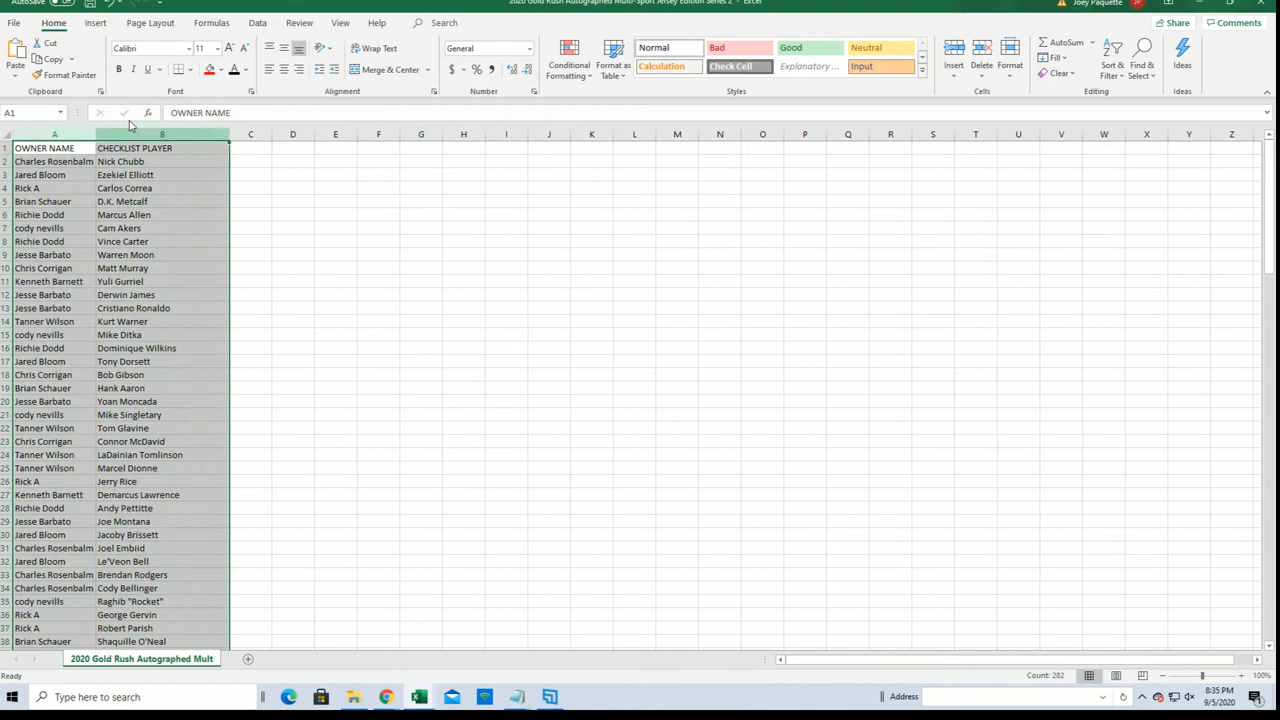 AutoSave
2020 Gold Rush Autographed Multi-Sport Jersey Edition Series 2 - Excel
Joey Paquette
File Home Insert Page Layout Formulas Data Review View Help Search Share Comments
Paste Cut Copy Format Painter Clipboard
Calibri 11 B I U A Font
Wrap Text Merge & Center Alignment
General $ % , Number
Conditional Formatting Format as Table
Normal Bad Good Neutral
Calculation Check Cell Explanatory ... Input
Styles
Insert Delete Format Cells
AutoSum Fill Clear Sort & Filter Find & Select Editing
Ideas Ideas
A1 fx OWNER NAME
A B C D E F G H I J K L M N O P Q R S T U V W X Y Z
1 OWNER NAME CHECKLIST PLAYER
2 Charles Rosenbalm Nick Chubb
3 Jared Bloom Ezekiel Elliott
4 Rick A Carlos Correa
5 Brian Schauer D.K. Metcalf
6 Richie Dodd Marcus Allen
7 cody nevills Cam Akers
8 Richie Dodd Vince Carter
9 Jesse Barbato Warren Moon
10 Chris Corrigan Matt Murray
11 Kenneth Barnett Yuli Gurriel
12 Jesse Barbato Derwin James
13 Jesse Barbato Cristiano Ronaldo
14 Tanner Wilson Kurt Warner
15 cody nevills Mike Ditka
16 Richie Dodd Dominique Wilkins
17 Jared Bloom Tony Dorsett
18 Chris Corrigan Bob Gibson
19 Brian Schauer Hank Aaron
20 Jesse Barbato Yoan Moncada
21 cody nevills Mike Singletary
22 Tanner Wilson Tom Glavine
23 Chris Corrigan Connor McDavid
24 Tanner Wilson LaDainian Tomlinson
25 Tanner Wilson Marcel Dionne
26 Rick A Jerry Rice
27 Kenneth Barnett Demarcus Lawrence
28 Richie Dodd Andy Pettitte
29 Jesse Barbato Joe Montana
30 Jared Bloom Jacoby Brissett
31 Charles Rosenbalm Joel Embiid
32 Jared Bloom Le'Veon Bell
33 Charles Rosenbalm Brendan Rodgers
34 Charles Rosenbalm Cody Bellinger
35 cody nevills Raghib "Rocket"
36 Rick A George Gervin
37 Rick A Robert Parish
38 Brian Schauer Shaquille O'Neal
2020 Gold Rush Autographed Mult
Ready Count: 282 100%
Type here to search Address 8:35 PM
9/5/2020